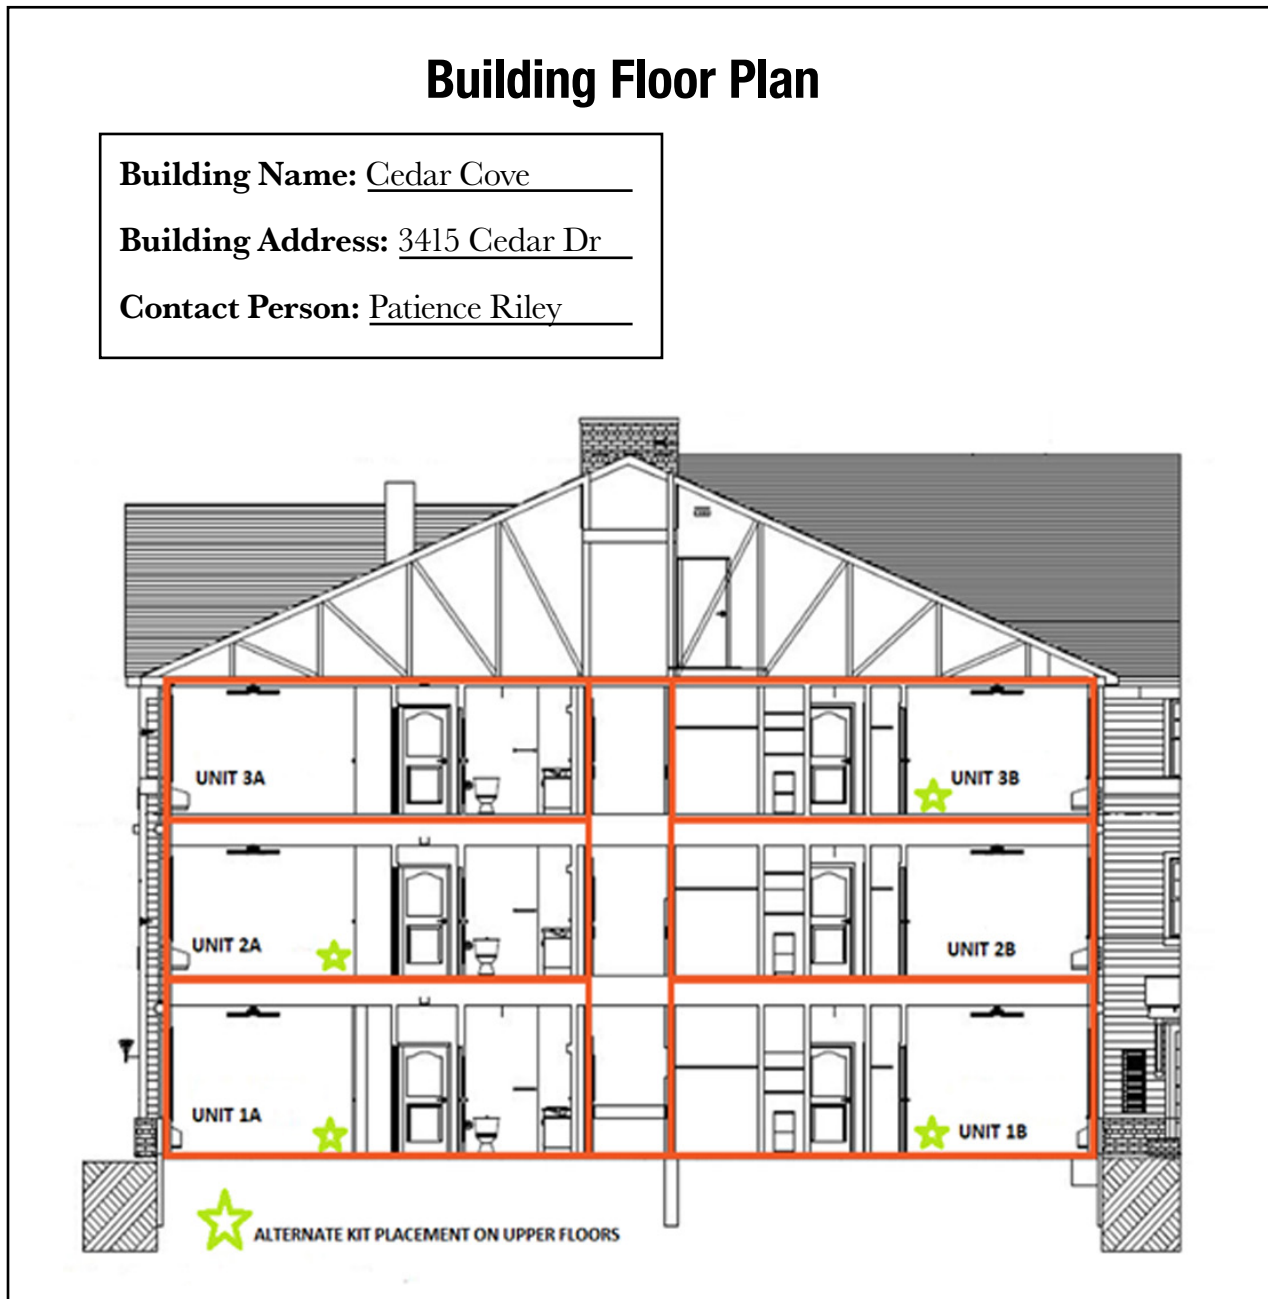 Building Floor Plan
Building Name: Cedar Cove
Building Address: 3415 Cedar Dr
Contact Person: Patience Riley
UNIT 3A
UNIT 3B
UNIT 2A
UNIT 2B
UNIT 1A
UNIT 1B
ALTERNATE KIT PLACEMENT ON UPPER FLOORS